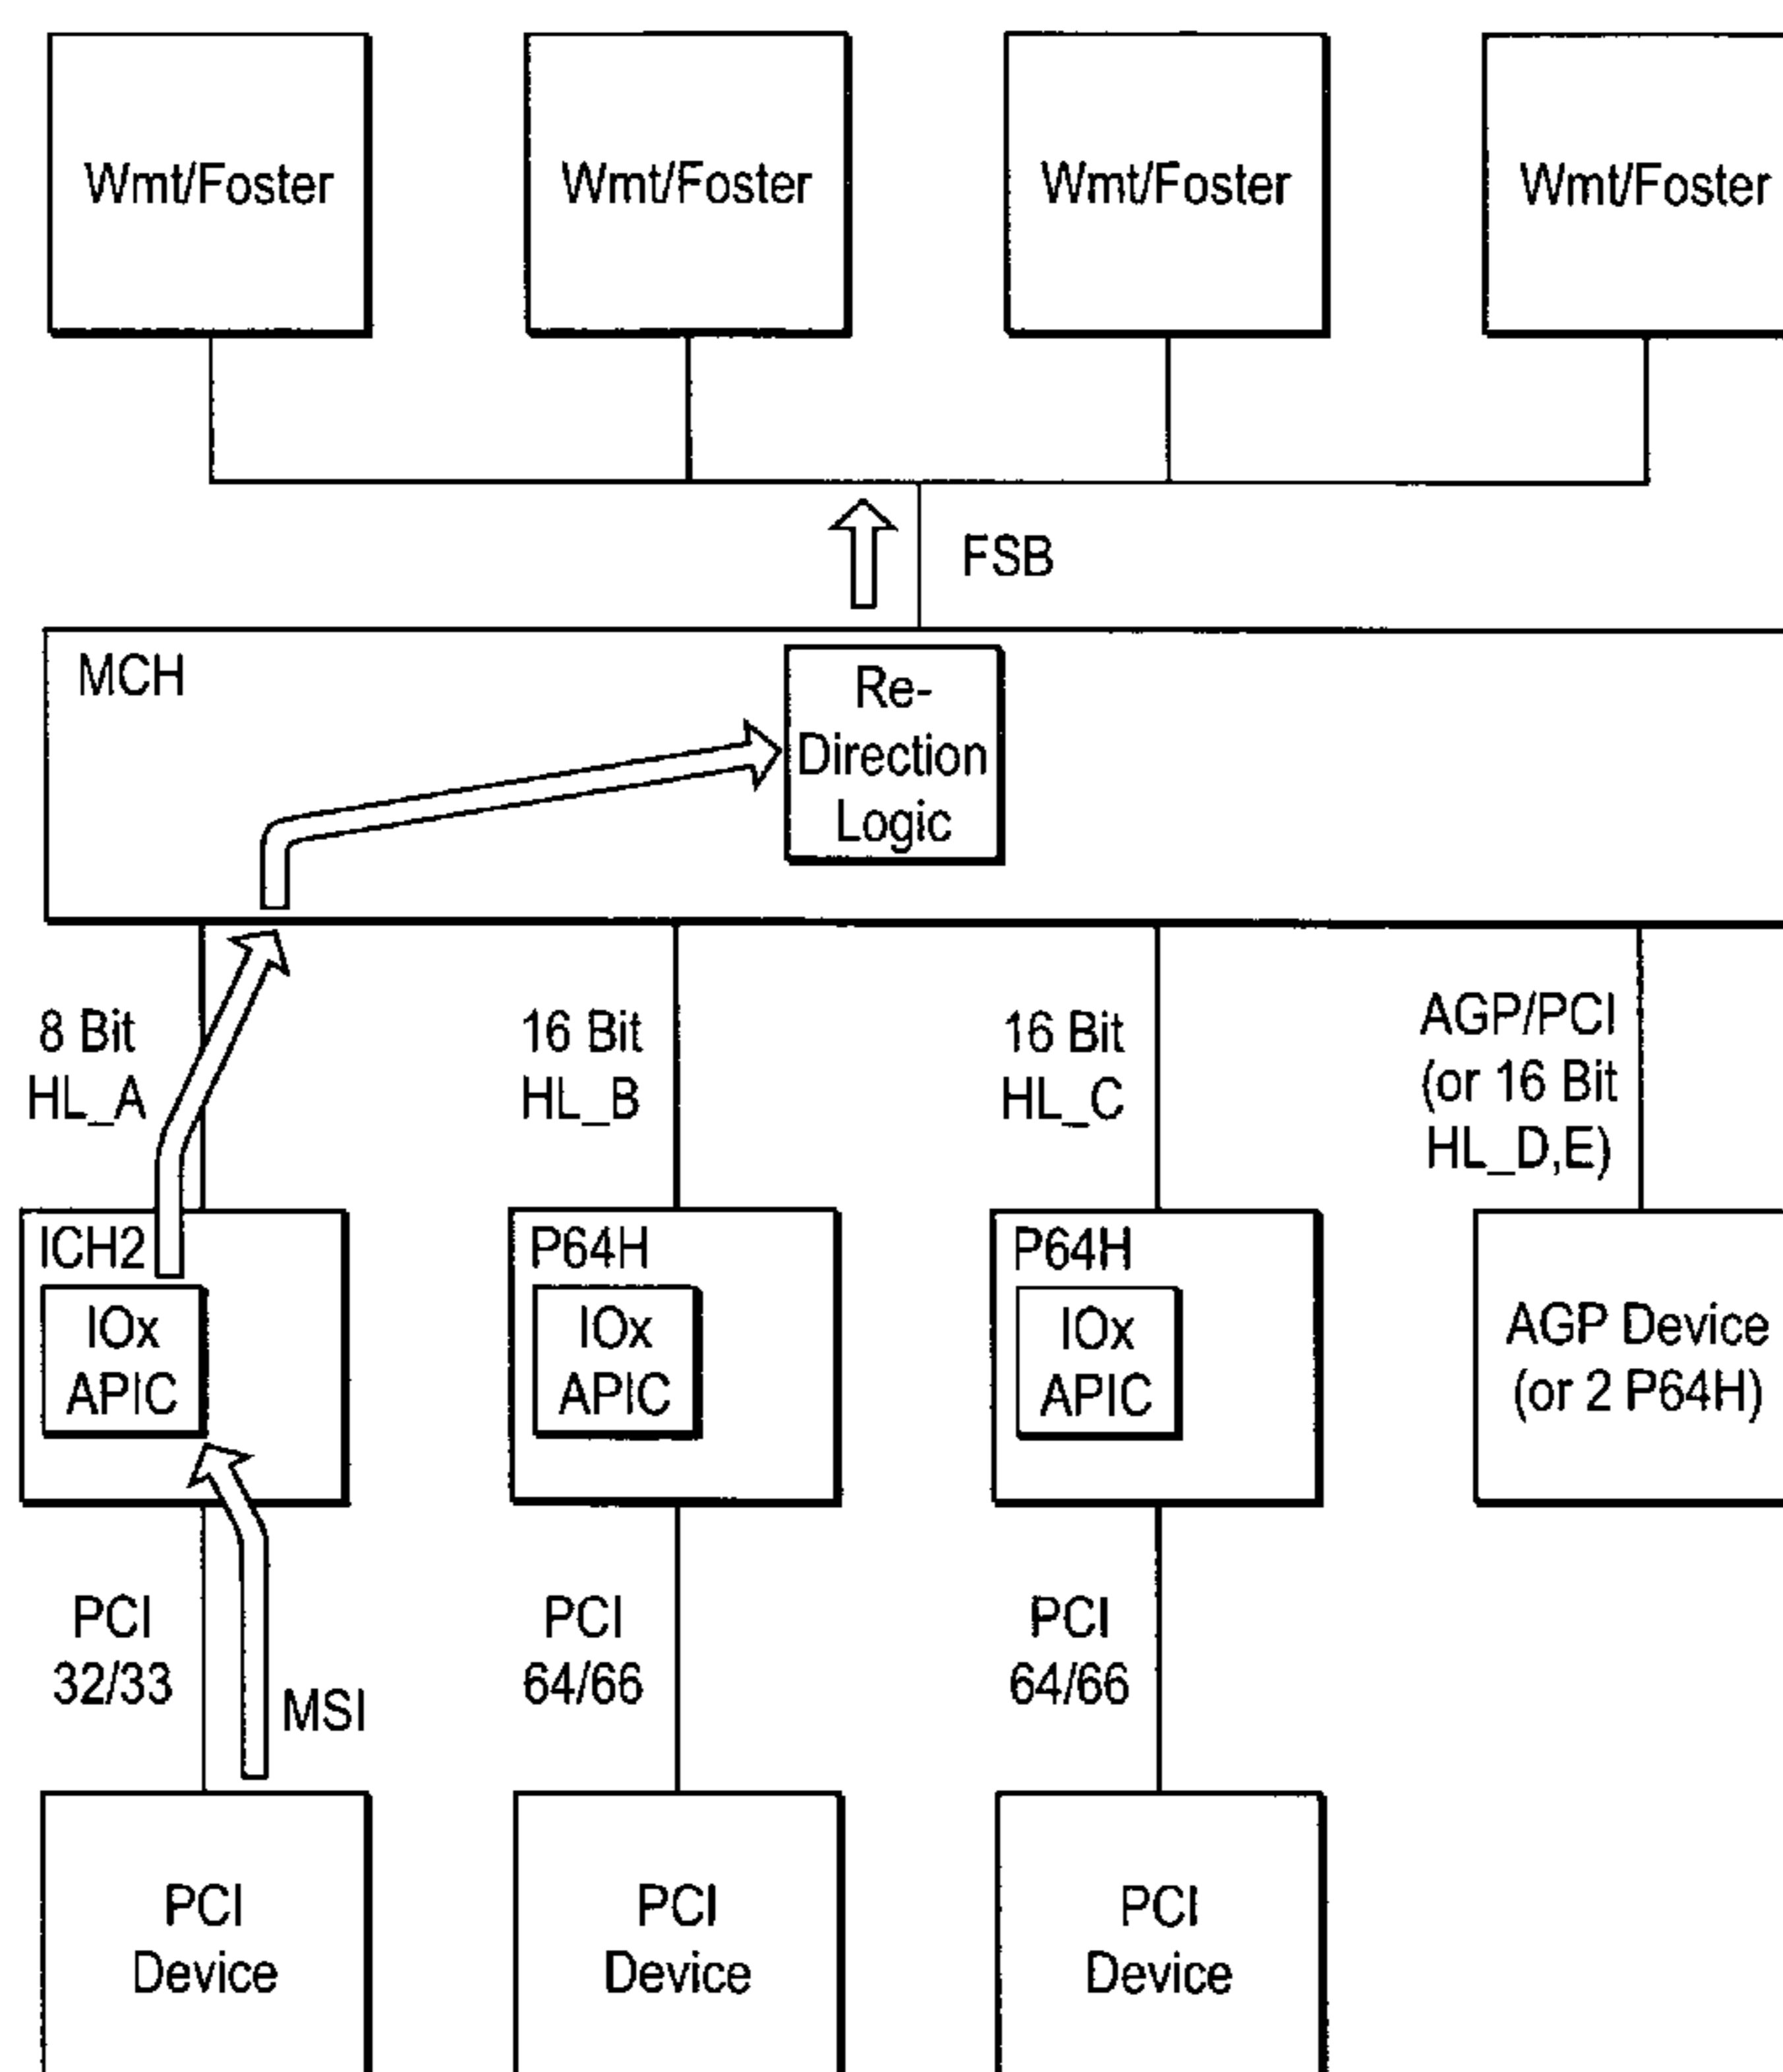 Wmt/Foster
Wmt/Foster
Wmt/Foster
Wmt/Foster
FSB
MCH
Re-
Direction
Logic
8 Bit
HL_A
16 Bit
HL_B
16 Bit
HL_C
AGP/PCI
(or 16 Bit
HL_D,E)
ICH2
IOx
APIC
P64H
IOx
APIC
P64H
IOx
APIC
AGP Device
(or 2 P64H)
PCI
32/33
MSI
PCI
64/66
PCI
64/66
PCI
Device
PCI
Device
PCI
Device